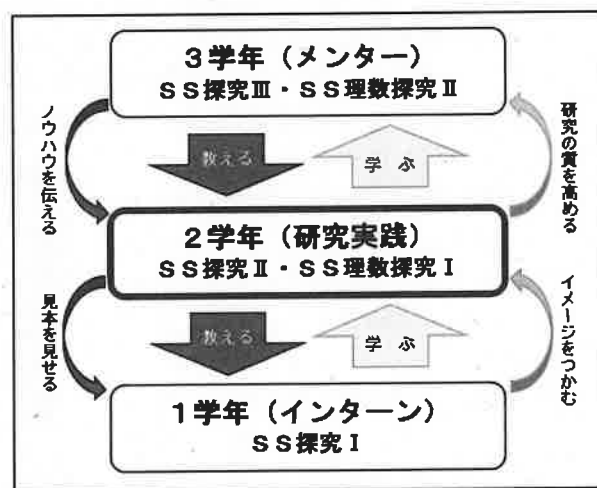 3学年(メンター)
SS探究Ⅲ・SS理数探究Ⅱ
ノウハウを伝える
教える
学ぶ
研究の質を高める
2学年(研究実践)
SS探究Ⅱ・SS理数探究Ⅰ
見本を見せる
教える
学ぶ
イメージをつかむ
1学年(インターン)
SS探究Ⅰ